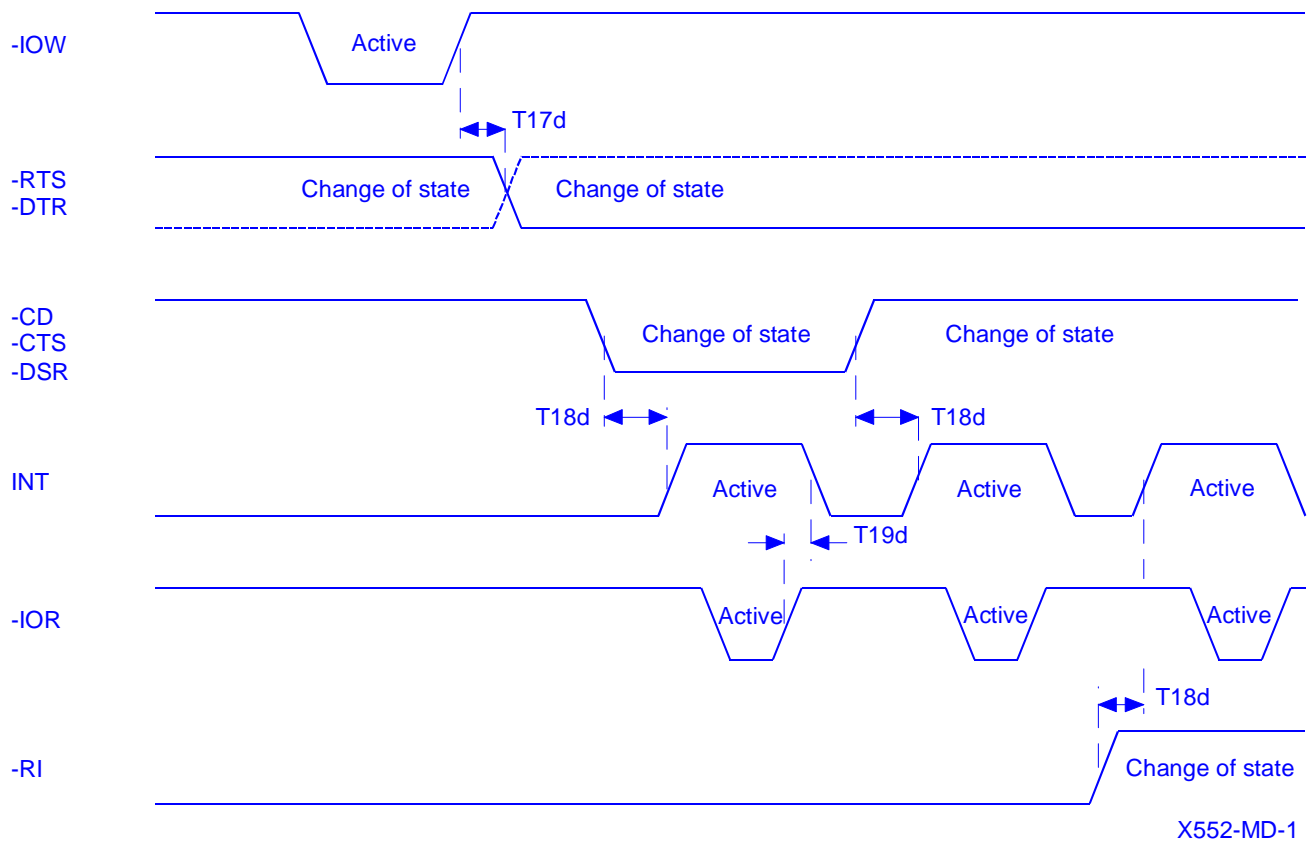 -IOW
Active
T17d
-RTS
-DTR
Change of state
Change of state
-CD
-CTS
-DSR
Change of state
Change of state
T18d
T18d
INT
Active
Active
Active
T19d
-IOR
Active
Active
Active
T18d
-RI
Change of state
X552-MD-1